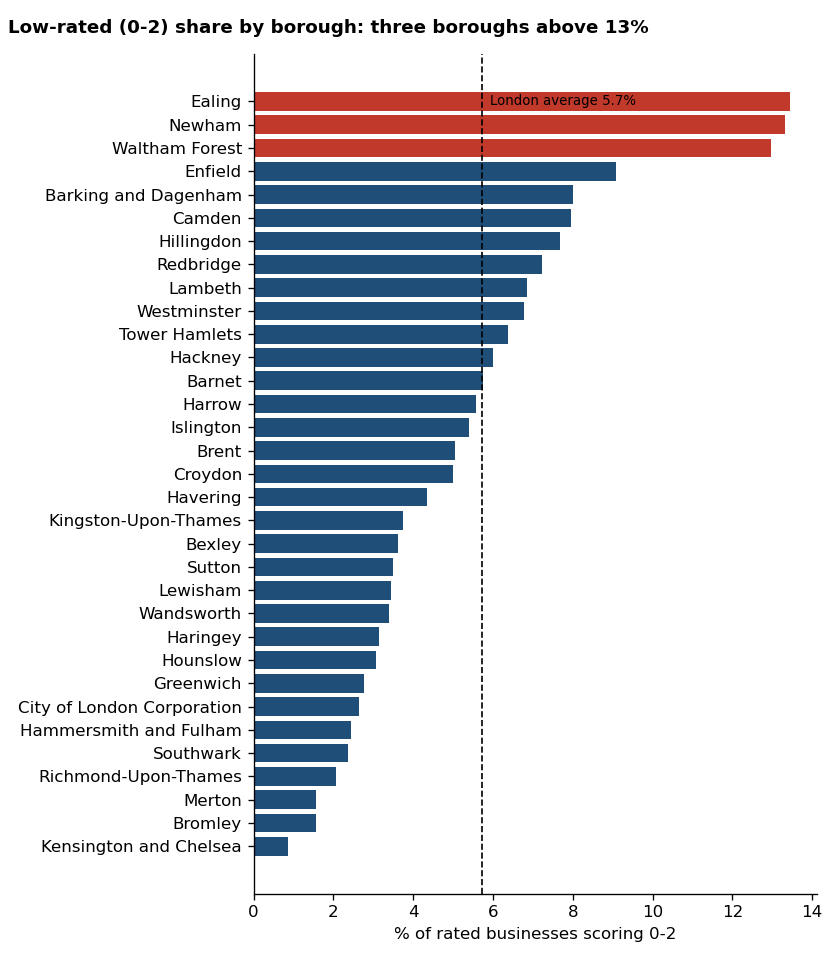 Low-rated (0-2) share by borough: three boroughs above 13%
Ealing
London average 5.7%
Newham
Waltham Forest
Enfield
Barking and Dagenham
Camden
Hillingdon
Redbridge
Lambeth
Westminster
Tower Hamlets
Hackney
Barnet
Harrow
Islington
Brent
Croydon
Havering
Kingston-Upon-Thames
Bexley
Sutton
Lewisham
Wandsworth
Haringey
Hounslow
Greenwich
City of London Corporation
Hammersmith and Fulham
Southwark
Richmond-Upon-Thames
Merton
Bromley
Kensington and Chelsea
0 2 4 6 8 10 12 14
% of rated businesses scoring 0-2